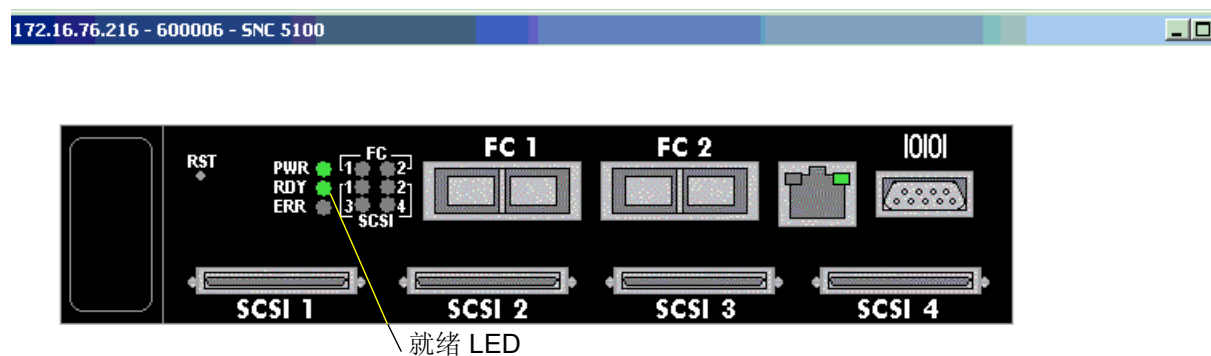 172.16.76.216 - 600006 - SNC 5100
RST
PWR
RDY
ERR
FC
1 2
1 2
3 4
SCSI
FC 1
FC 2
IOIOI
SCSI 1
SCSI 2
SCSI 3
SCSI 4
就绪 LED